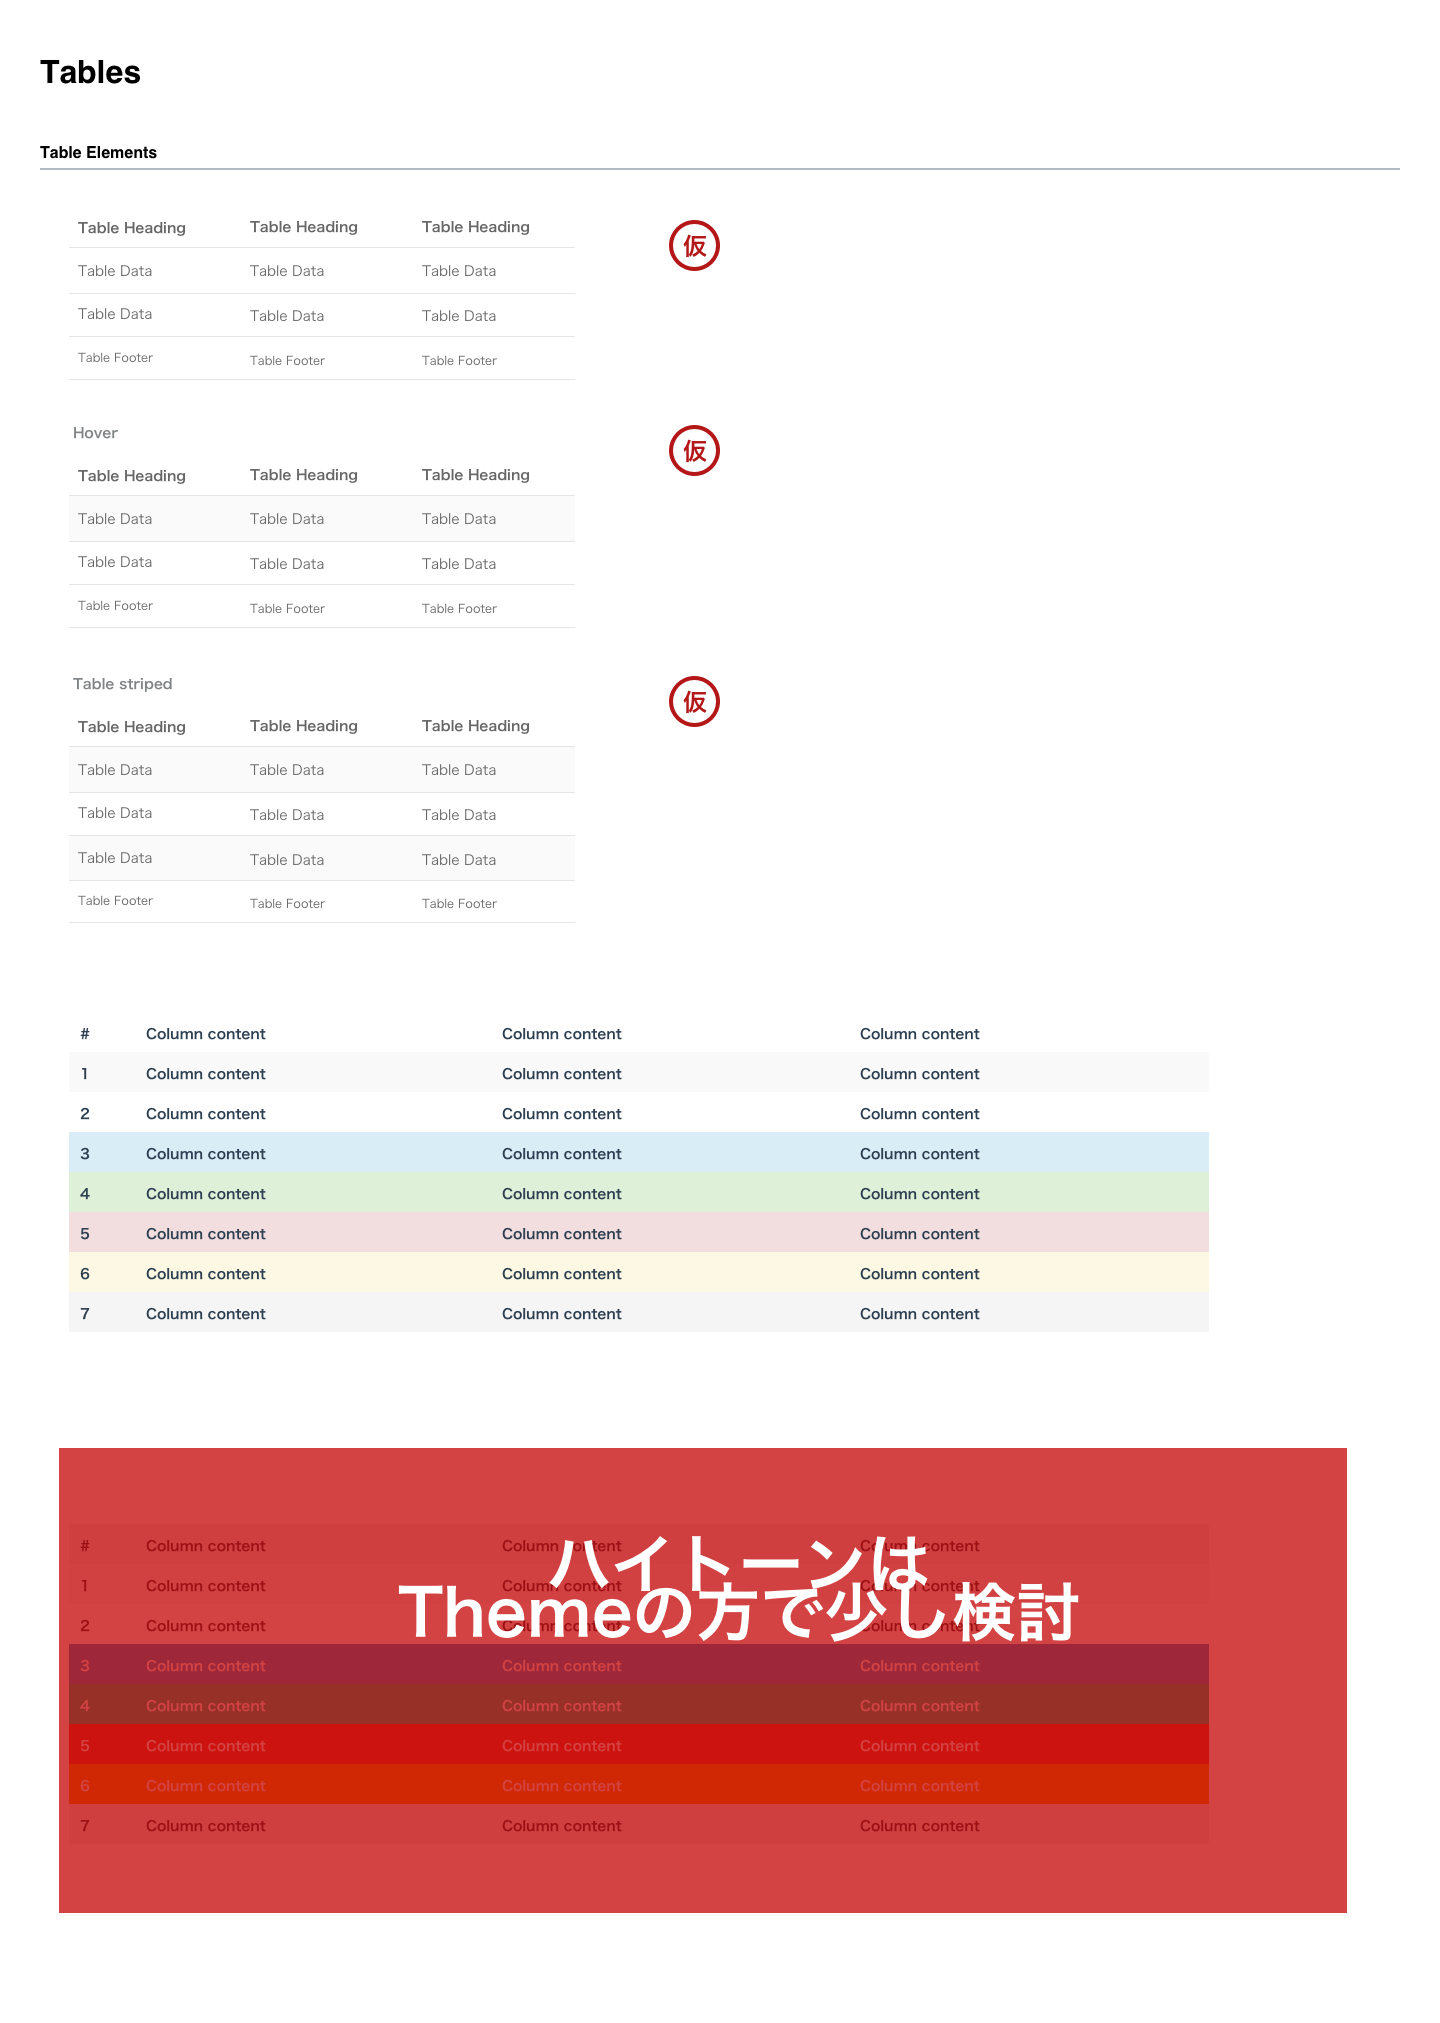 Tables
Table Elements
Table Heading Table Heading Table Heading
仮
Table Data Table Data Table Data
Table Data Table Data Table Data
Table Footer Table Footer Table Footer
Hover
仮
Table Heading Table Heading Table Heading
Table Data Table Data Table Data
Table Data Table Data Table Data
Table Footer Table Footer Table Footer
Table striped
仮
Table Heading Table Heading Table Heading
Table Data Table Data Table Data
Table Data Table Data Table Data
Table Data Table Data Table Data
Table Footer Table Footer Table Footer
# Column content Column content Column content
1 Column content Column content Column content
2 Column content Column content Column content
3 Column content Column content Column content
4 Column content Column content Column content
5 Column content Column content Column content
6 Column content Column content Column content
7 Column content Column content Column content
ハイトーンは
Themeの方で少し検討
# Column content Column content Column content
1 Column content Column content Column content
2 Column content Column content Column content
3 Column content Column content Column content
4 Column content Column content Column content
5 Column content Column content Column content
6 Column content Column content Column content
7 Column content Column content Column content